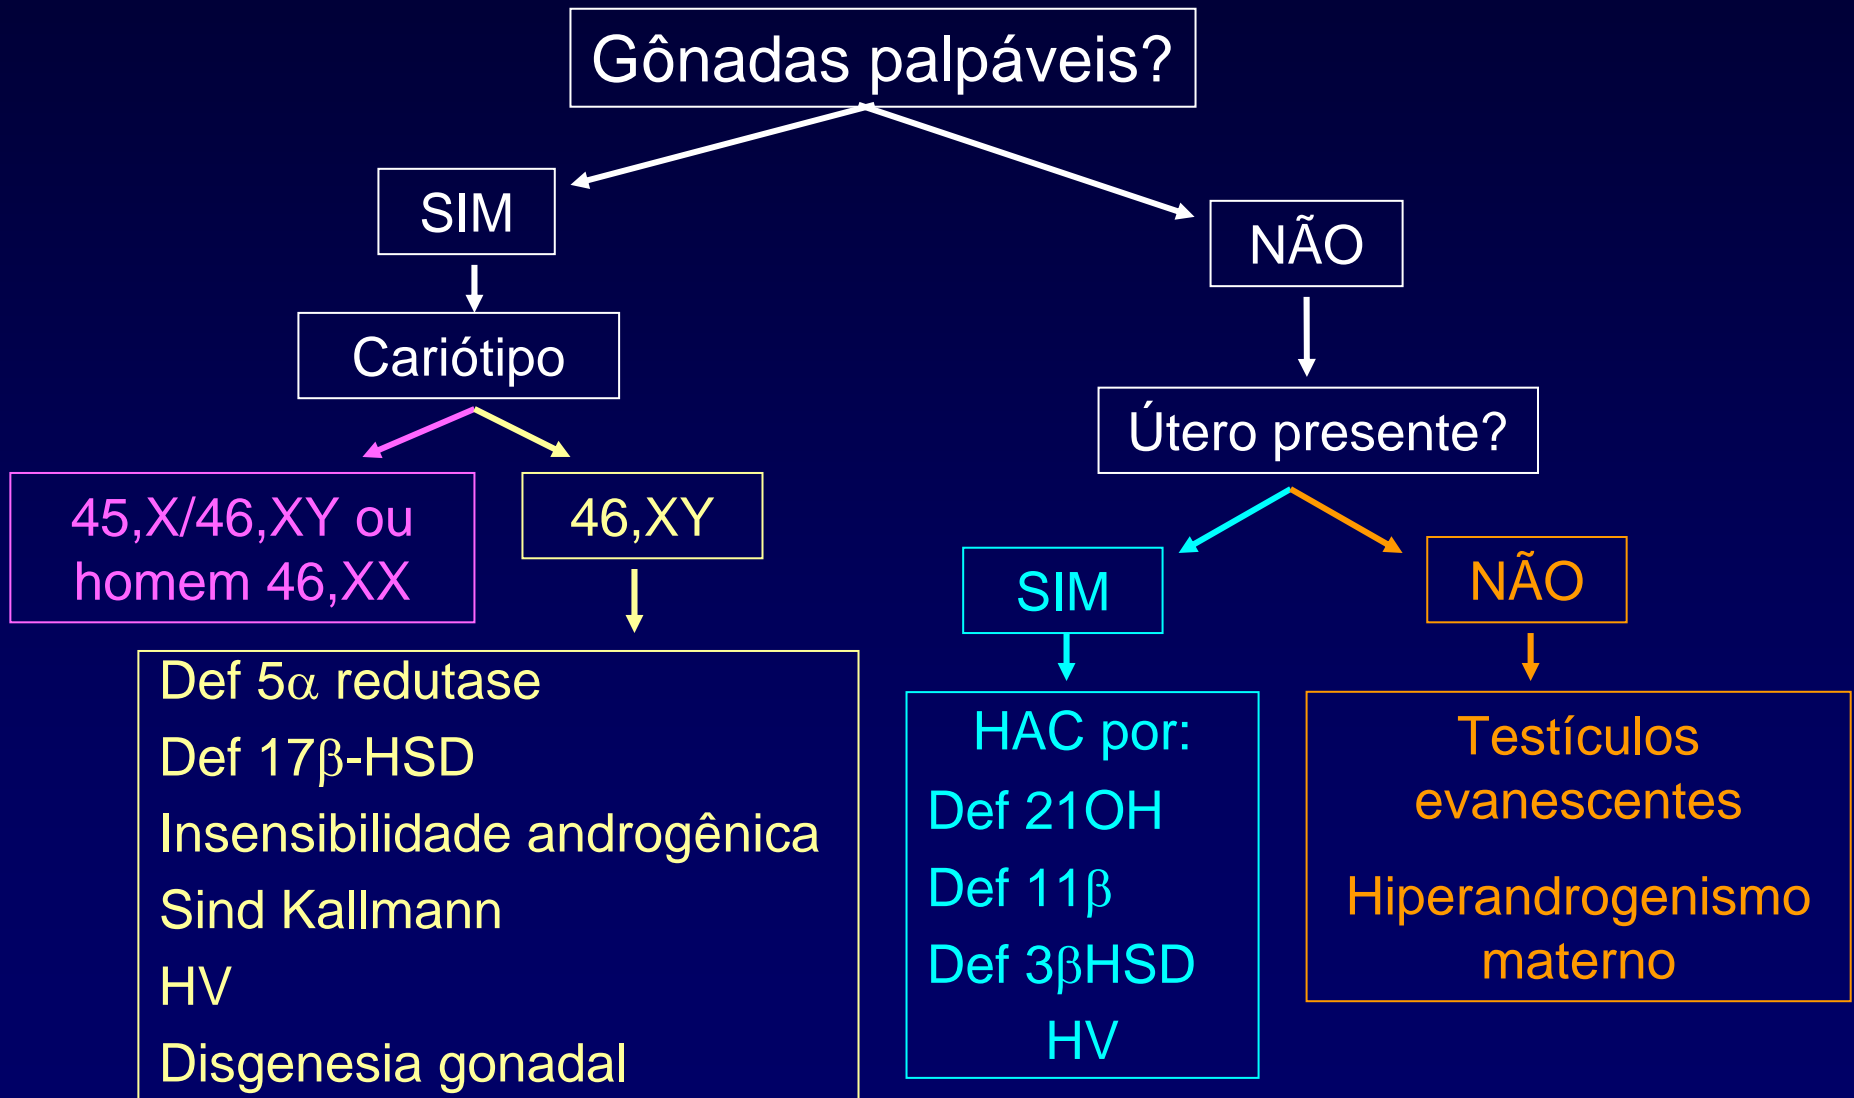 Gônadas palpáveis?
SIM
NÃO
Cariótipo
Útero presente?
45,X/46,XY ou
homem 46,XX
46,XY
SIM
NÃO
Def 5α redutase
Def 17β-HSD
Insensibilidade androgênica
Sind Kallmann
HV
Disgenesia gonadal
HAC por:
Def 21OH
Def 11β
Def 3βHSD
HV
Testículos
evanescentes
Hiperandrogenismo
materno